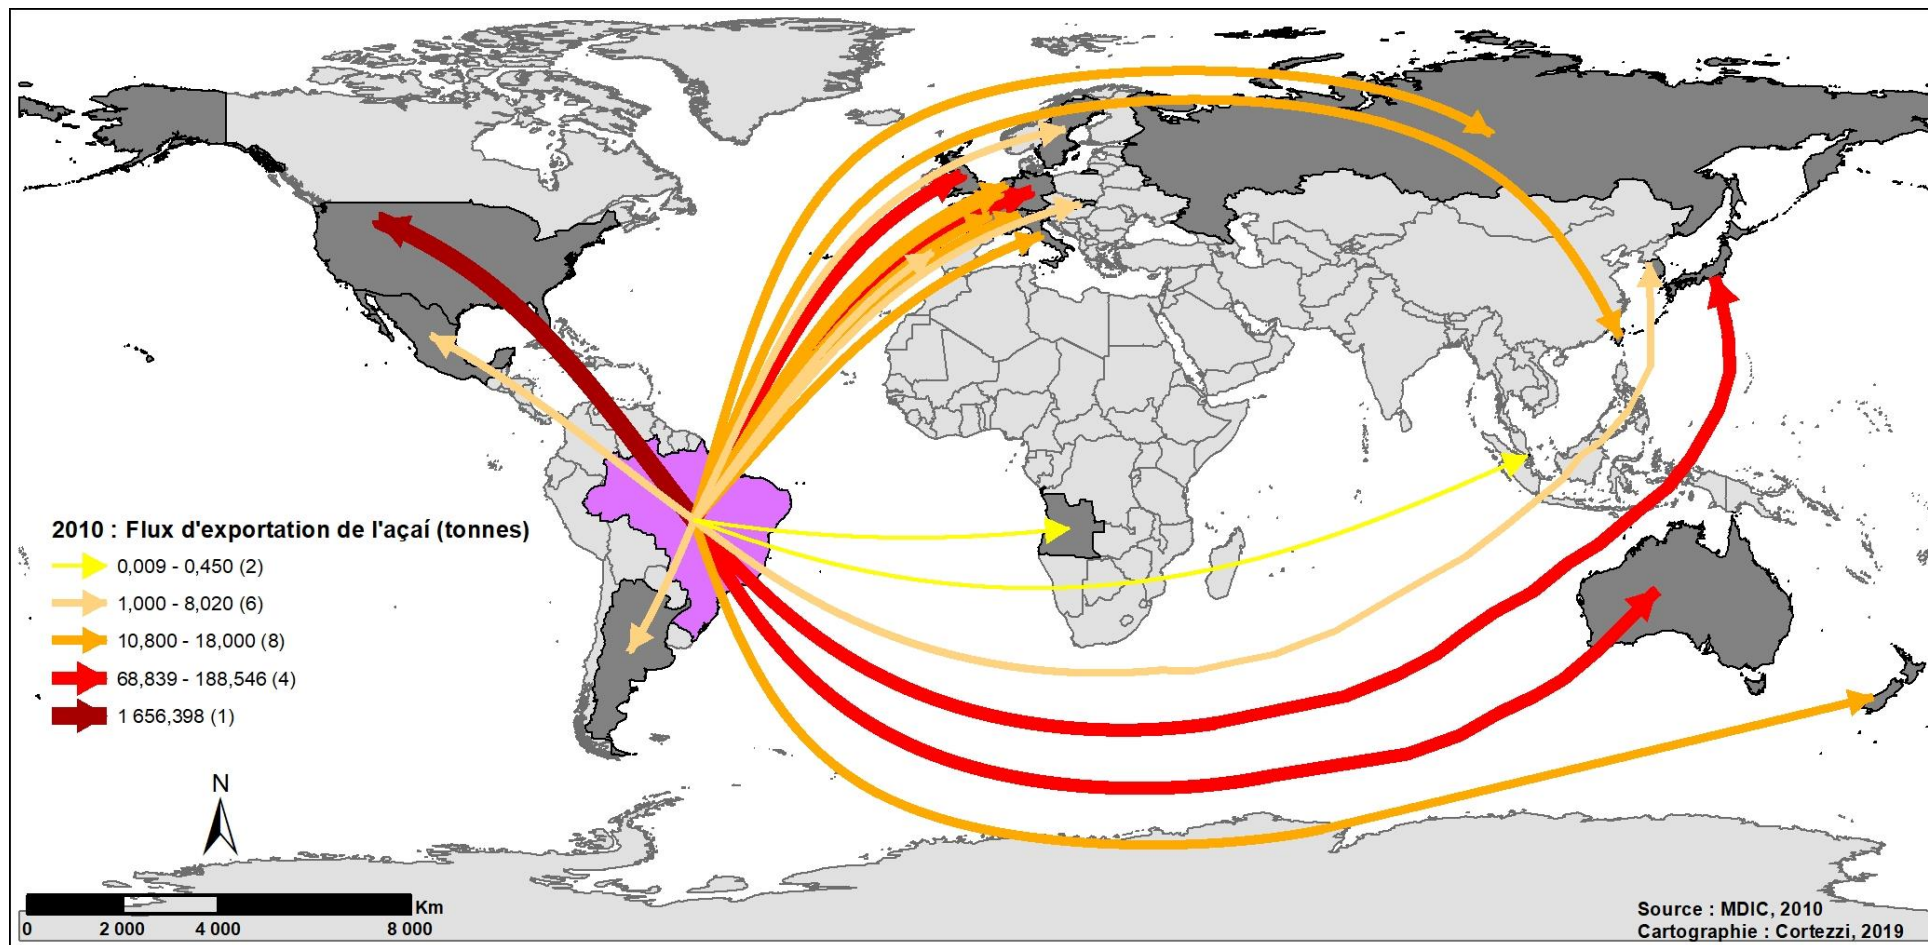 2010 : Flux d'exportation de l'açaí (tonnes)
0,009 - 0,450 (2)
1,000 - 8,020 (6)
10,800 - 18,000 (8)
68,839 - 188,546 (4)
1 656,398 (1)
N
Km
0 2 000 4 000 8 000
Source : MDIC, 2010
Cartographie : Cortezzi, 2019